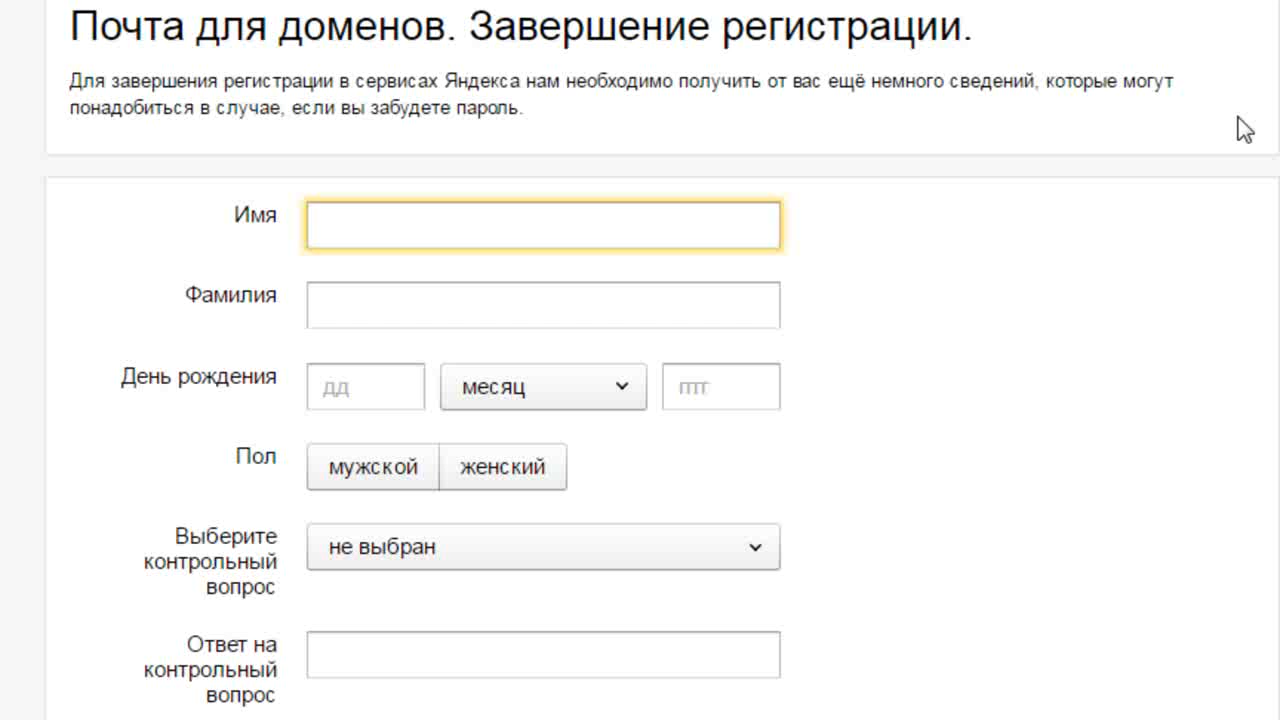 Почта для доменов. Завершение регистрации.
Для завершения регистрации в сервисах Яндекса нам необходимо получить от вас ещё немного сведений, которые могут
понадобиться в случае, если вы забудете пароль.
Имя
Фамилия
День рождения дд месяц гггг
Пол мужской женский
Выберите
контрольный
вопрос
не выбран
Ответ на
контрольный
вопрос